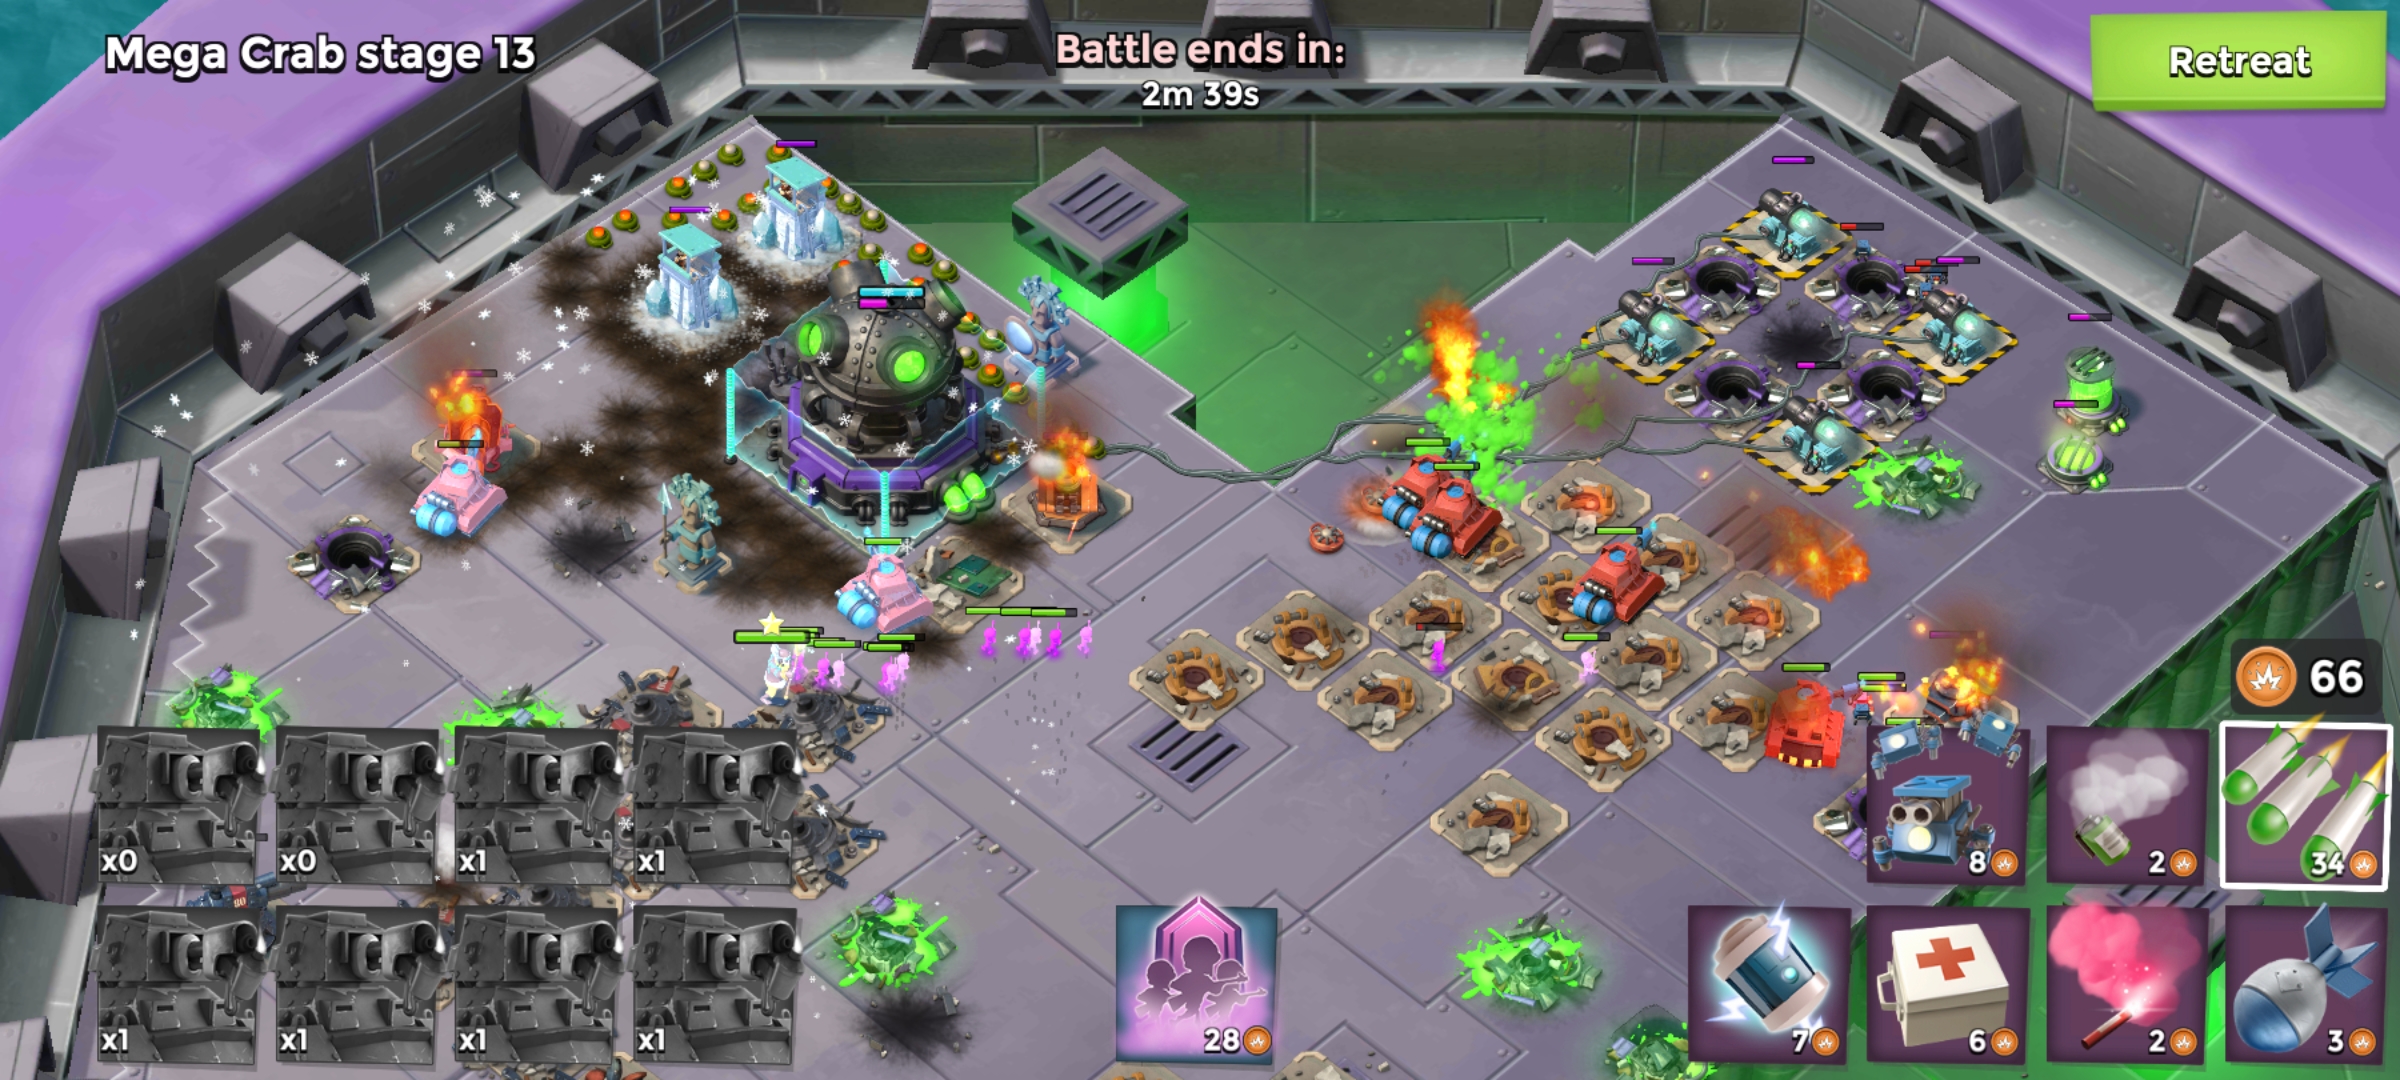 Mega Crab stage 13
Battle ends in:
2m 39s
Retreat
66
x0
x0
x1
x1
8
2
34
x1
x1
x1
x1
28
7
6
2
3